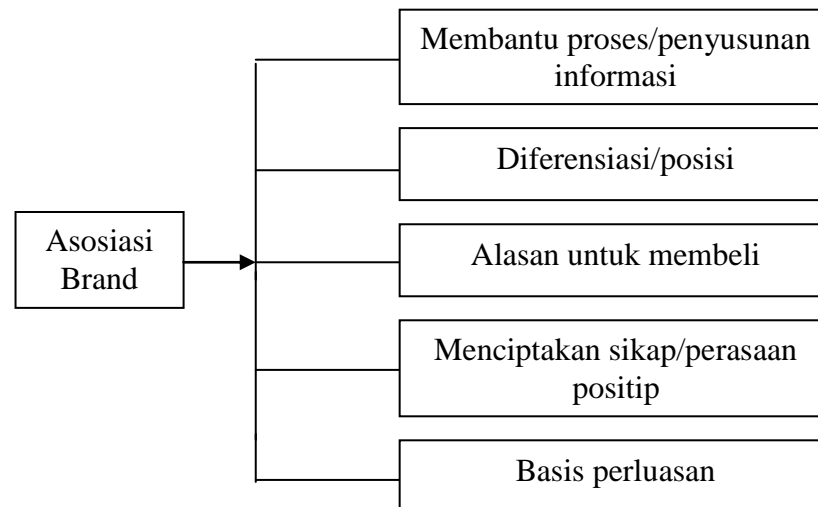 Membantu proses/penyusunan
informasi
Diferensiasi/posisi
Asosiasi
Brand
Alasan untuk membeli
Menciptakan sikap/perasaan
positip
Basis perluasan